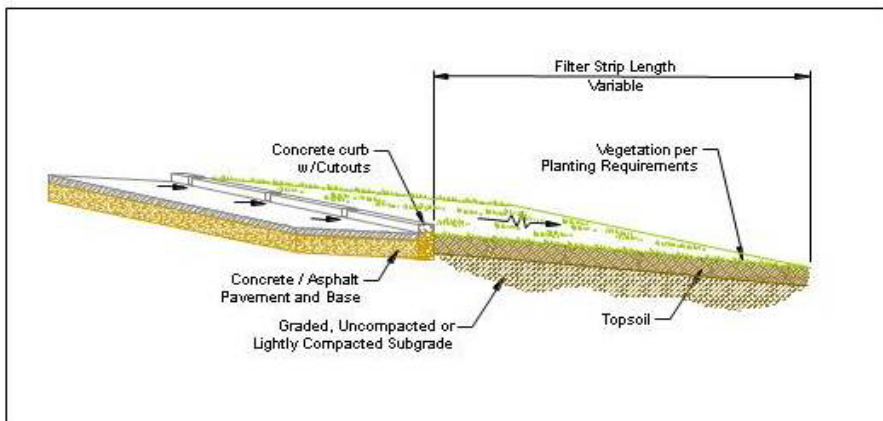 Filter Strip Length
Variable
Concrete curb
w/Cutouts
Vegetation per
Planting Requirements
Concrete / Asphalt
Pavement and Base
Graded, Uncompacted or
Lightly Compacted Subgrade
Topsoil